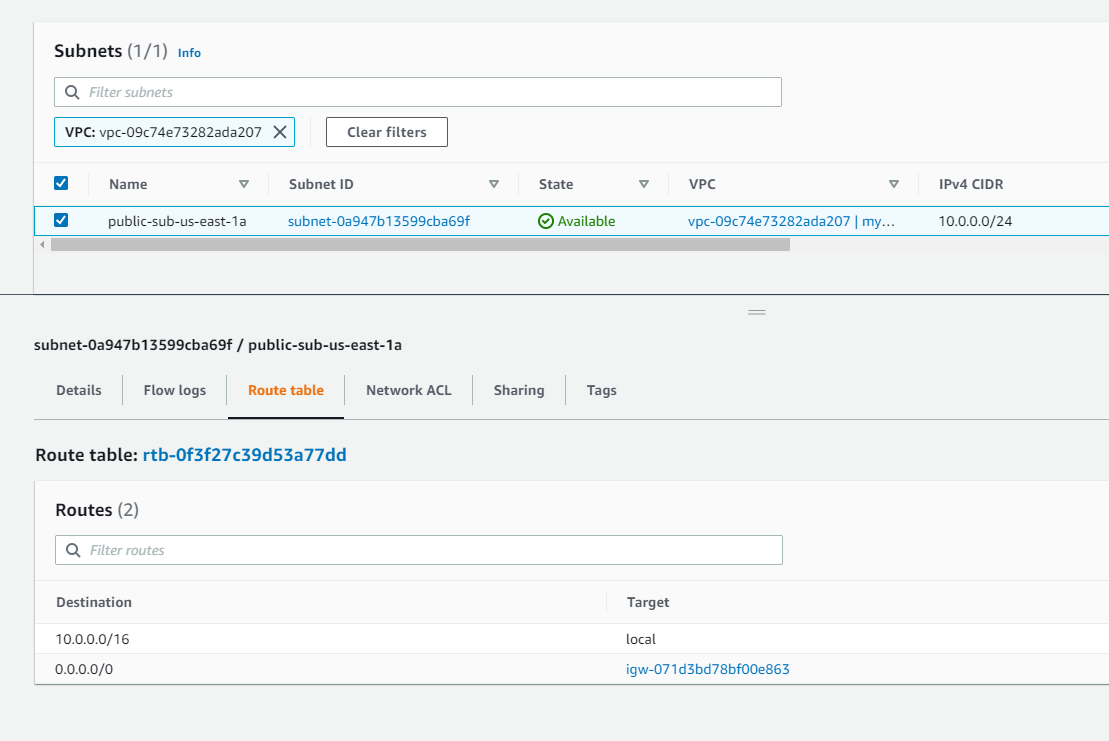 Subnets (1/1) Info
Filter subnets
VPC: vpc-09c74e73282ada207 Clear filters
Name Subnet ID State VPC IPv4 CIDR
public-sub-us-east-1a subnet-0a947b13599cba69f Available vpc-09c74e73282ada207 | my… 10.0.0.0/24
subnet-0a947b13599cba69f / public-sub-us-east-1a
Details Flow logs Route table Network ACL Sharing Tags
Route table: rtb-0f3f27c39d53a77dd
Routes (2)
Filter routes
Destination Target
10.0.0.0/16 local
0.0.0.0/0 igw-071d3bd78bf00e863